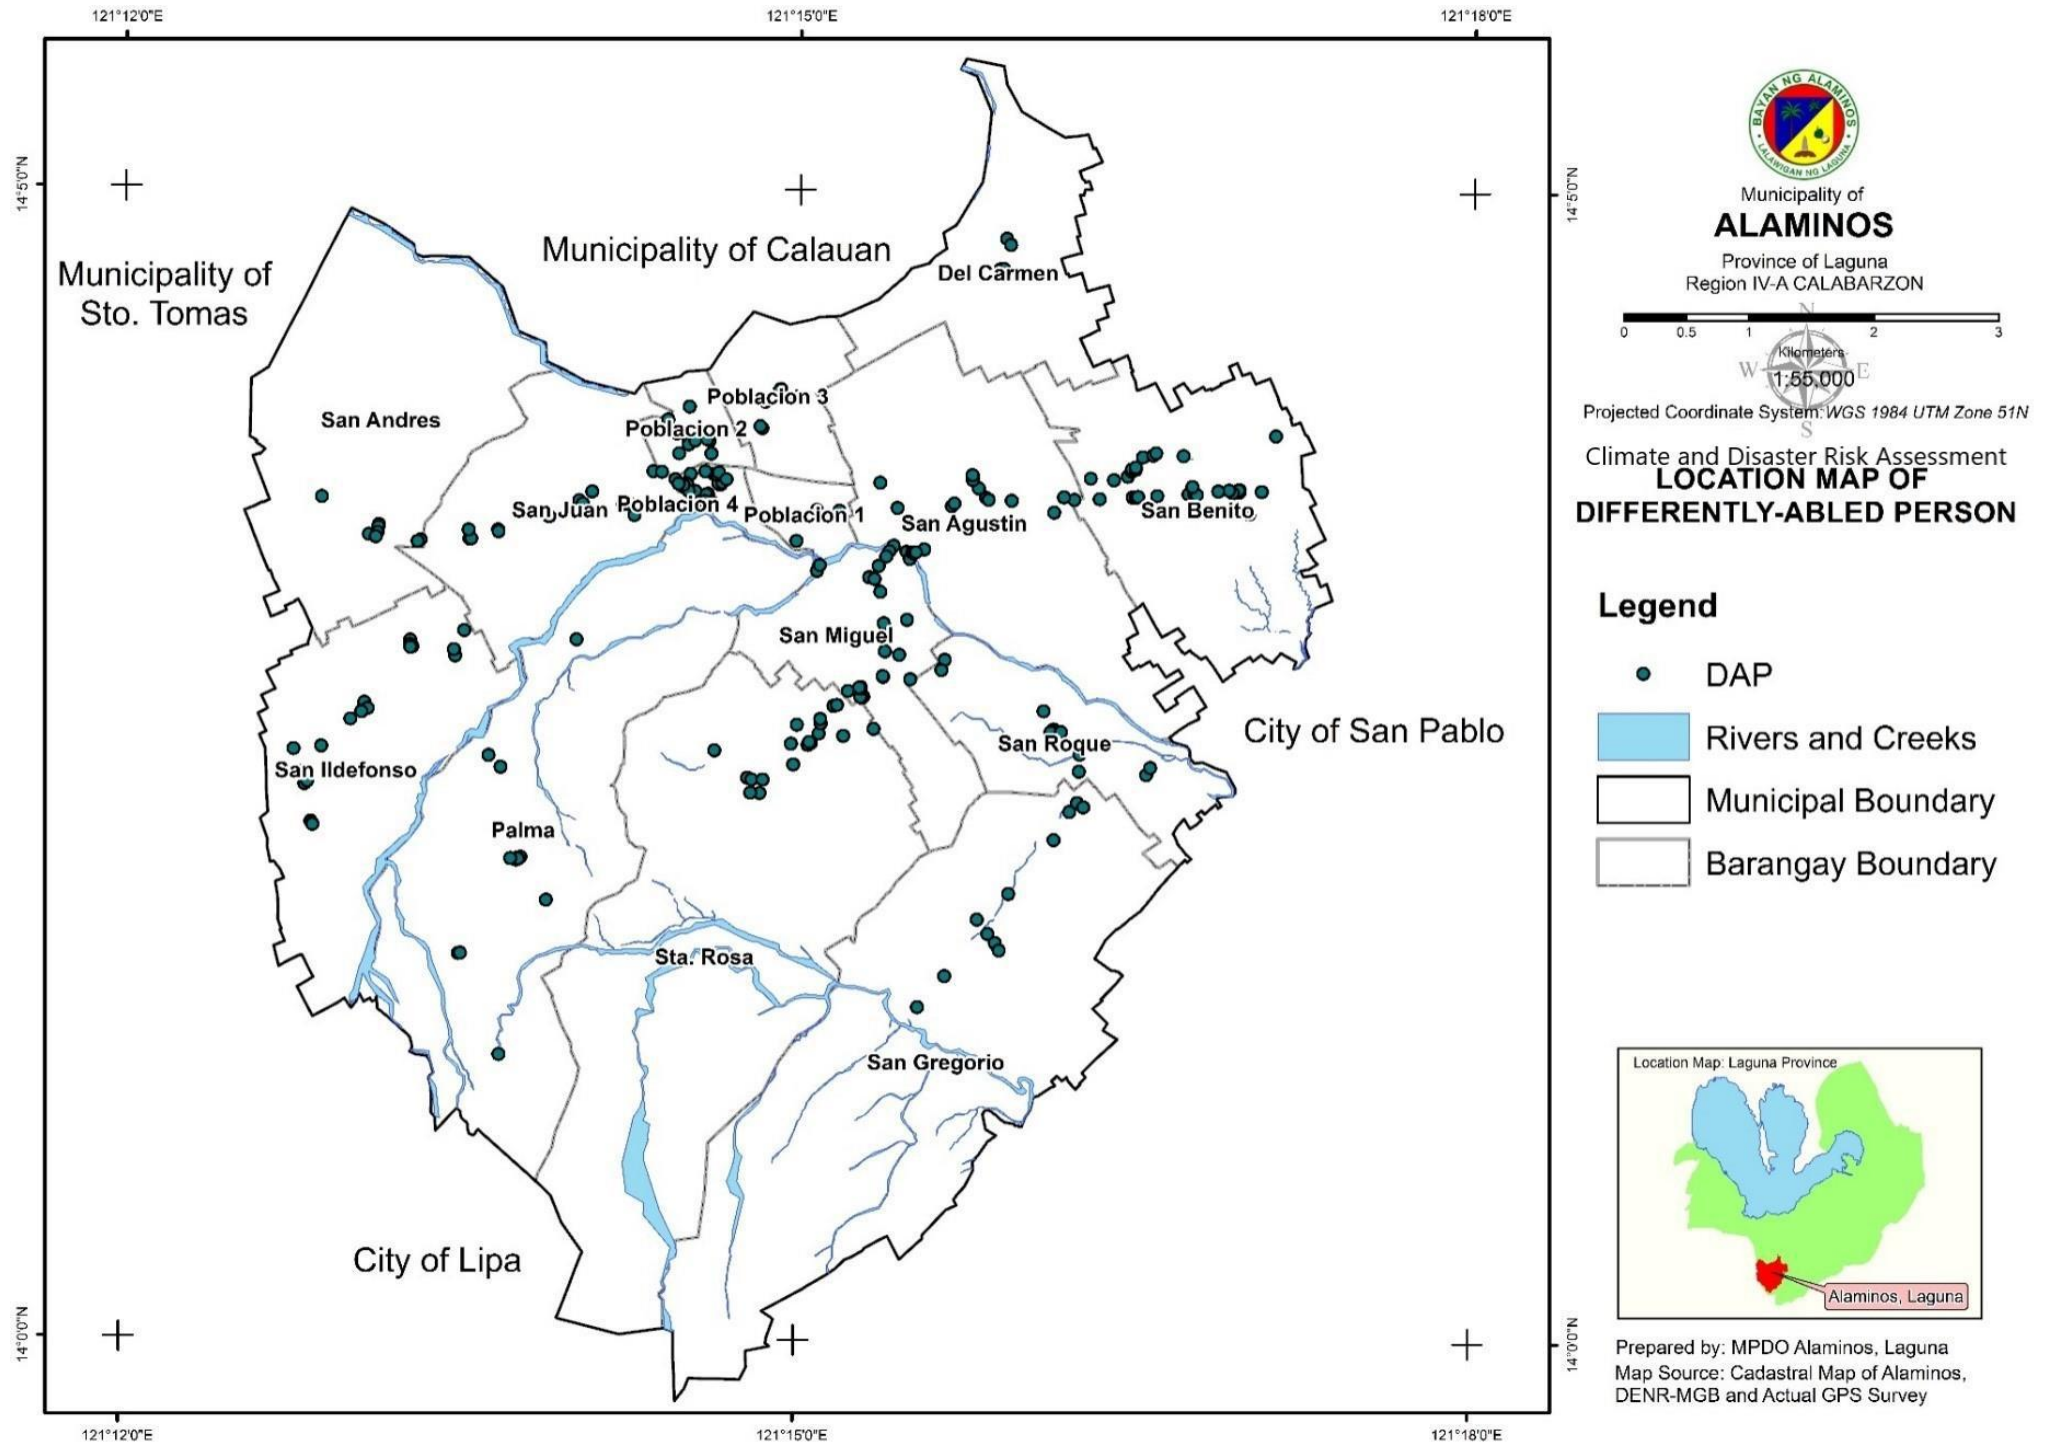 121°12'0"E
121°15'0"E
121°18'0"E
14°5'0"N
14°5'0"N
Municipality of
Sto. Tomas
Municipality of Calauan
Del Carmen
San Andres
Poblacion 3
Poblacion 2
San Juan
Poblacion 4
Poblacion 1
San Agustin
San Benito
San Miguel
San Ildefonso
San Roque
City of San Pablo
Palma
Sta. Rosa
San Gregorio
City of Lipa
14°0'0"N
14°0'0"N
121°12'0"E
121°15'0"E
121°18'0"E
BAYAN NG ALAMINOS
LALAWIGAN NG LAGUNA
Municipality of
ALAMINOS
Province of Laguna
Region IV-A CALABARZON
N
0 0.5 1 2 3
Kilometers
W E
1:55,000
Projected Coordinate System: WGS 1984 UTM Zone 51N
S
Climate and Disaster Risk Assessment
LOCATION MAP OF
DIFFERENTLY-ABLED PERSON
Legend
DAP
Rivers and Creeks
Municipal Boundary
Barangay Boundary
Location Map: Laguna Province
Alaminos, Laguna
Prepared by: MPDO Alaminos, Laguna
Map Source: Cadastral Map of Alaminos,
DENR-MGB and Actual GPS Survey